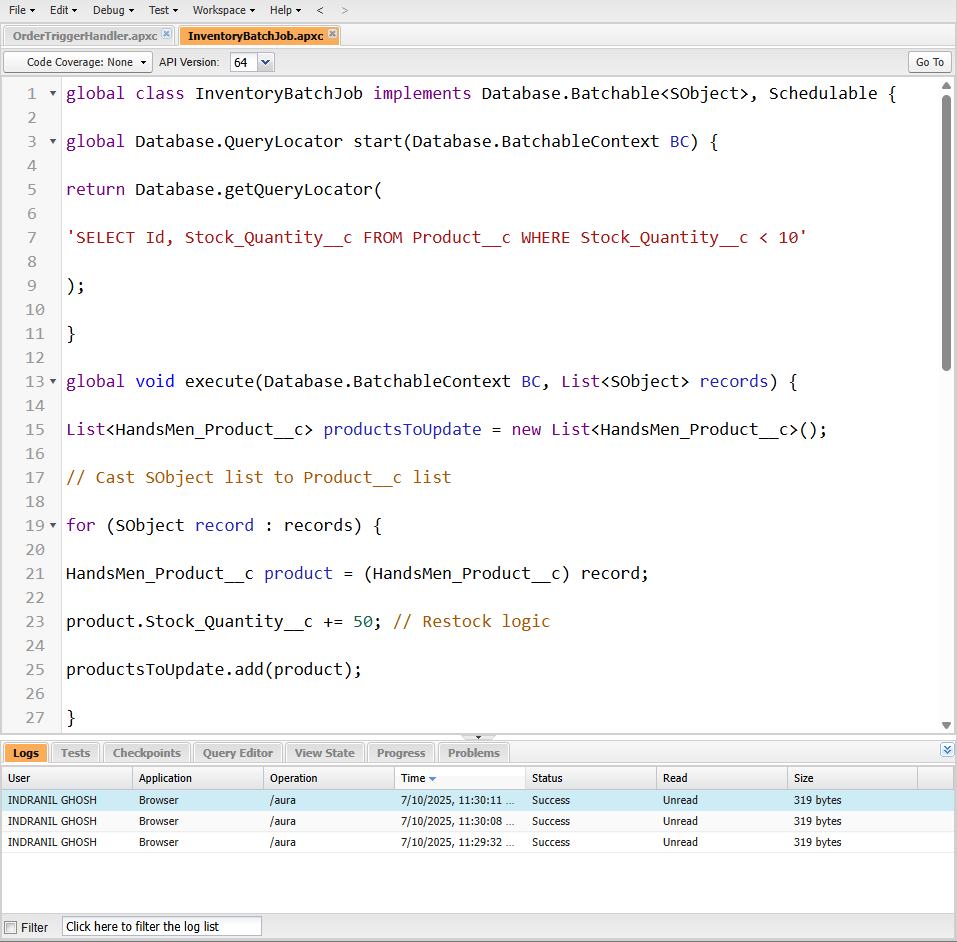 File Edit Debug Test Workspace Help < >
OrderTriggerHandler.apxc InventoryBatchJob.apxc
Code Coverage: None API Version: 64 Go To
1 global class InventoryBatchJob implements Database.Batchable<SObject>, Schedulable {
2
3 global Database.QueryLocator start(Database.BatchableContext BC) {
4
5 return Database.getQueryLocator(
6
7 'SELECT Id, Stock_Quantity__c FROM Product__c WHERE Stock_Quantity__c < 10'
8
9 );
10
11 }
12
13 global void execute(Database.BatchableContext BC, List<SObject> records) {
14
15 List<HandsMen_Product__c> productsToUpdate = new List<HandsMen_Product__c>();
16
17 // Cast SObject list to Product__c list
18
19 for (SObject record : records) {
20
21 HandsMen_Product__c product = (HandsMen_Product__c) record;
22
23 product.Stock_Quantity__c += 50; // Restock logic
24
25 productsToUpdate.add(product);
26
27 }
Logs Tests Checkpoints Query Editor View State Progress Problems
User Application Operation Time Status Read Size
INDRANIL GHOSH Browser /aura 7/10/2025, 11:30:11 ... Success Unread 319 bytes
INDRANIL GHOSH Browser /aura 7/10/2025, 11:30:08 ... Success Unread 319 bytes
INDRANIL GHOSH Browser /aura 7/10/2025, 11:29:32 ... Success Unread 319 bytes
Filter Click here to filter the log list